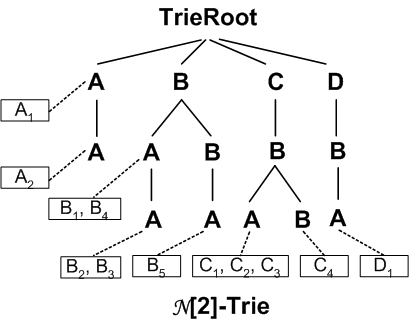 TrieRoot
A B C D
A₁
A A B B B
A₂
B₁, B₄
A A A B A
B₂, B₃ B₅ C₁, C₂, C₃ C₄ D₁
𝒩[2]-Trie